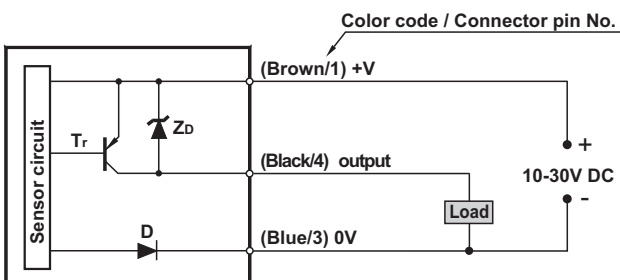 Color code / Connector pin No.
(Brown/1) +V
Tr
ZD
Sensor circuit
(Black/4) output
+
10-30V DC
-
Load
D
(Blue/3) 0V